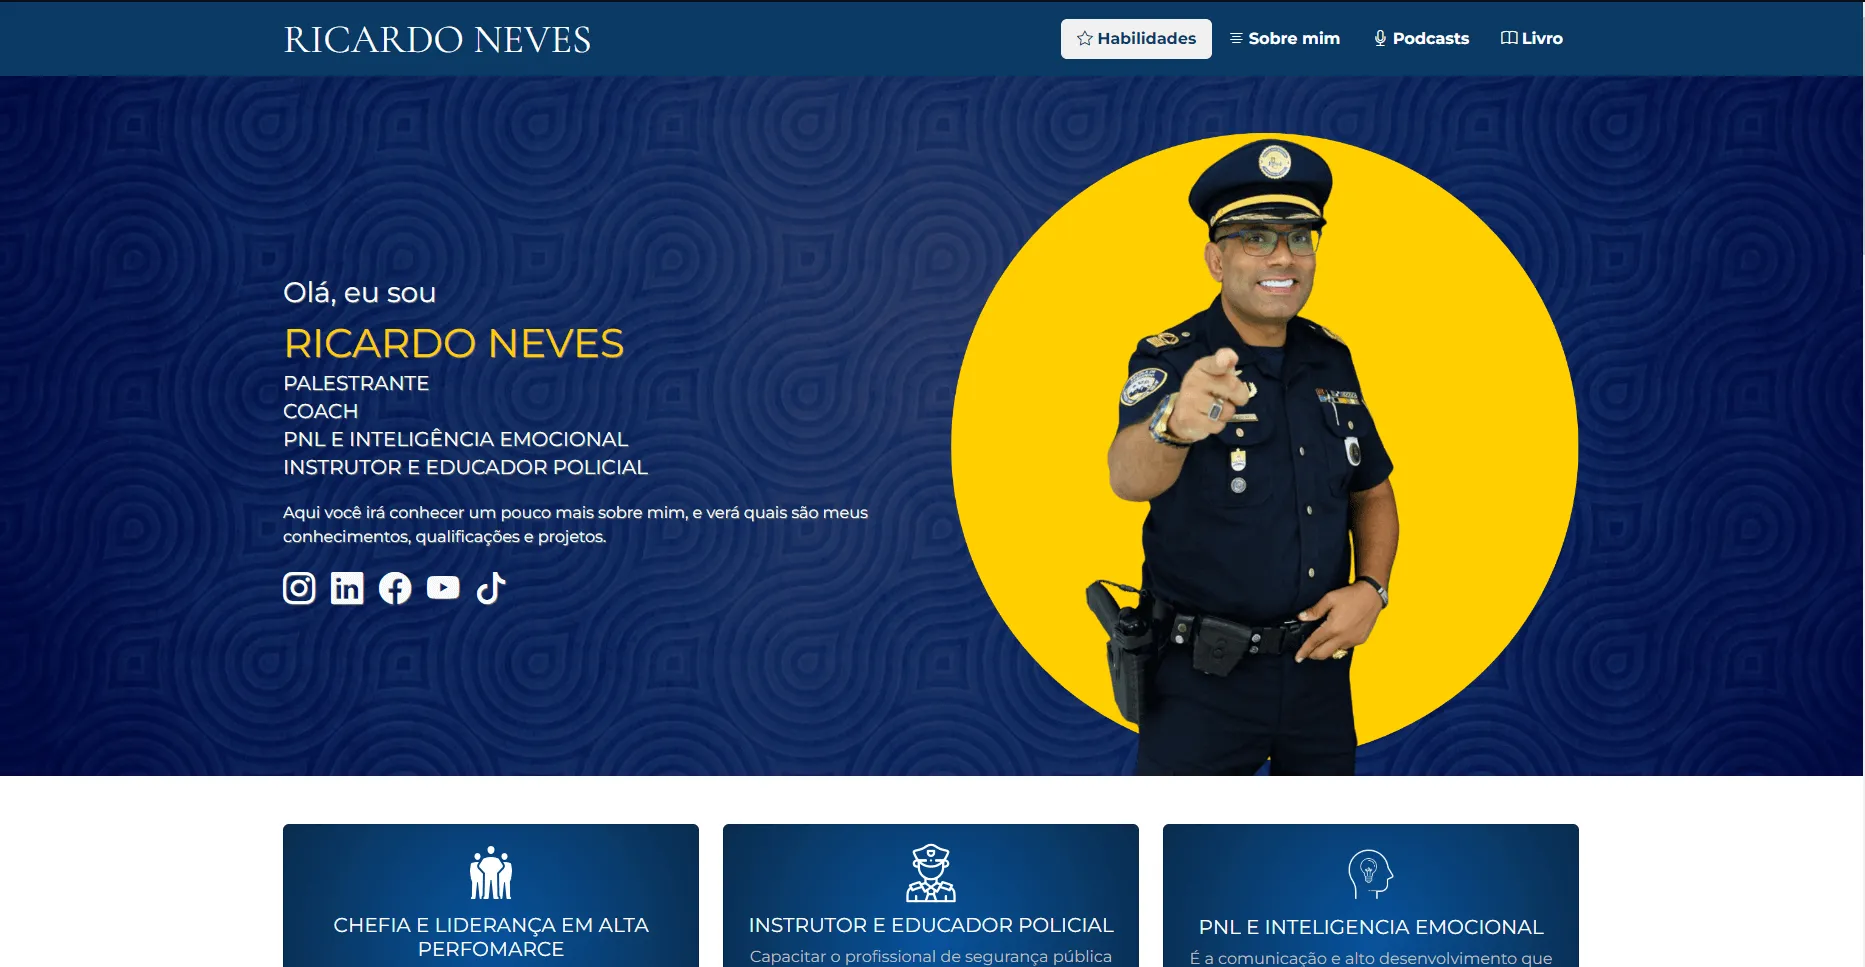 RICARDO NEVES
Habilidades
Sobre mim
Podcasts
Livro
Olá, eu sou
RICARDO NEVES
PALESTRANTE
COACH
PNL E INTELIGÊNCIA EMOCIONAL
INSTRUTOR E EDUCADOR POLICIAL
Aqui você irá conhecer um pouco mais sobre mim, e verá quais são meus
conhecimentos, qualificações e projetos.
CHEFIA E LIDERANÇA EM ALTA
PERFOMARCE
INSTRUTOR E EDUCADOR POLICIAL
Capacitar o profissional de segurança pública
PNL E INTELIGENCIA EMOCIONAL
É a comunicação e alto desenvolvimento que